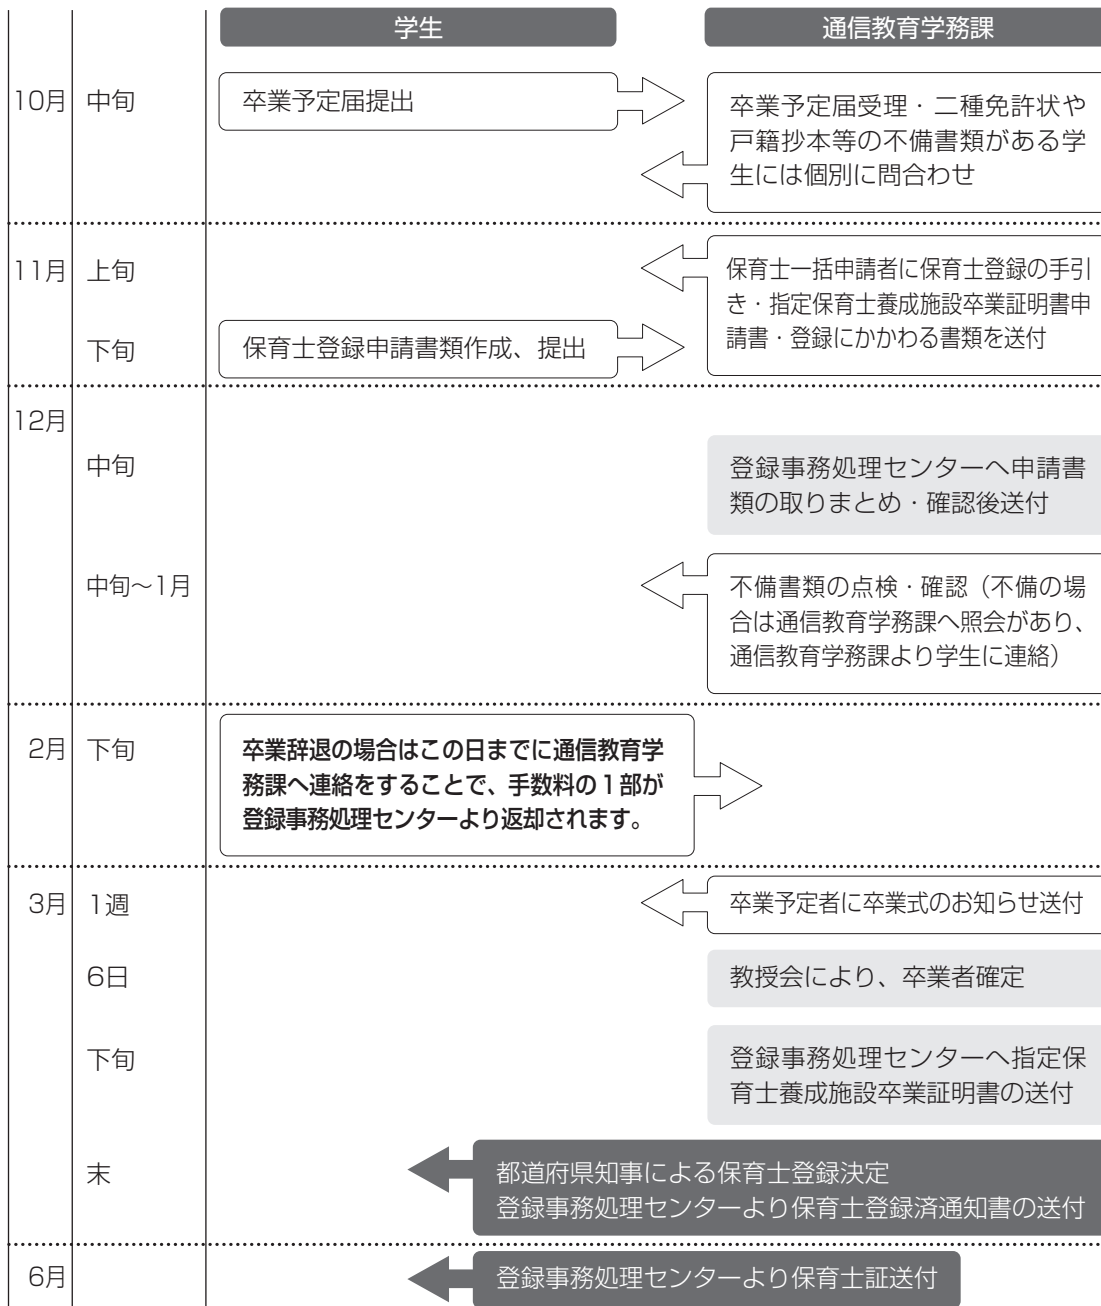 学生
通信教育学務課
10月
中旬
卒業予定届提出
卒業予定届受理・二種免許状や
戸籍抄本等の不備書類がある学
生には個別に問合わせ
11月
上旬
保育士一括申請者に保育士登録の手引
き・指定保育士養成施設卒業証明書申
請書・登録にかかわる書類を送付
下旬
保育士登録申請書類作成、提出
12月
中旬
登録事務処理センターへ申請書
類の取りまとめ・確認後送付
中旬～1月
不備書類の点検・確認（不備の場
合は通信教育学務課へ照会があり、
通信教育学務課より学生に連絡）
2月
下旬
卒業辞退の場合はこの日までに通信教育学
務課へ連絡をすることで、手数料の1部が
登録事務処理センターより返却されます。
3月
1週
卒業予定者に卒業式のお知らせ送付
6日
教授会により、卒業者確定
下旬
登録事務処理センターへ指定保
育士養成施設卒業証明書の送付
末
都道府県知事による保育士登録決定
登録事務処理センターより保育士登録済通知書の送付
6月
登録事務処理センターより保育士証送付